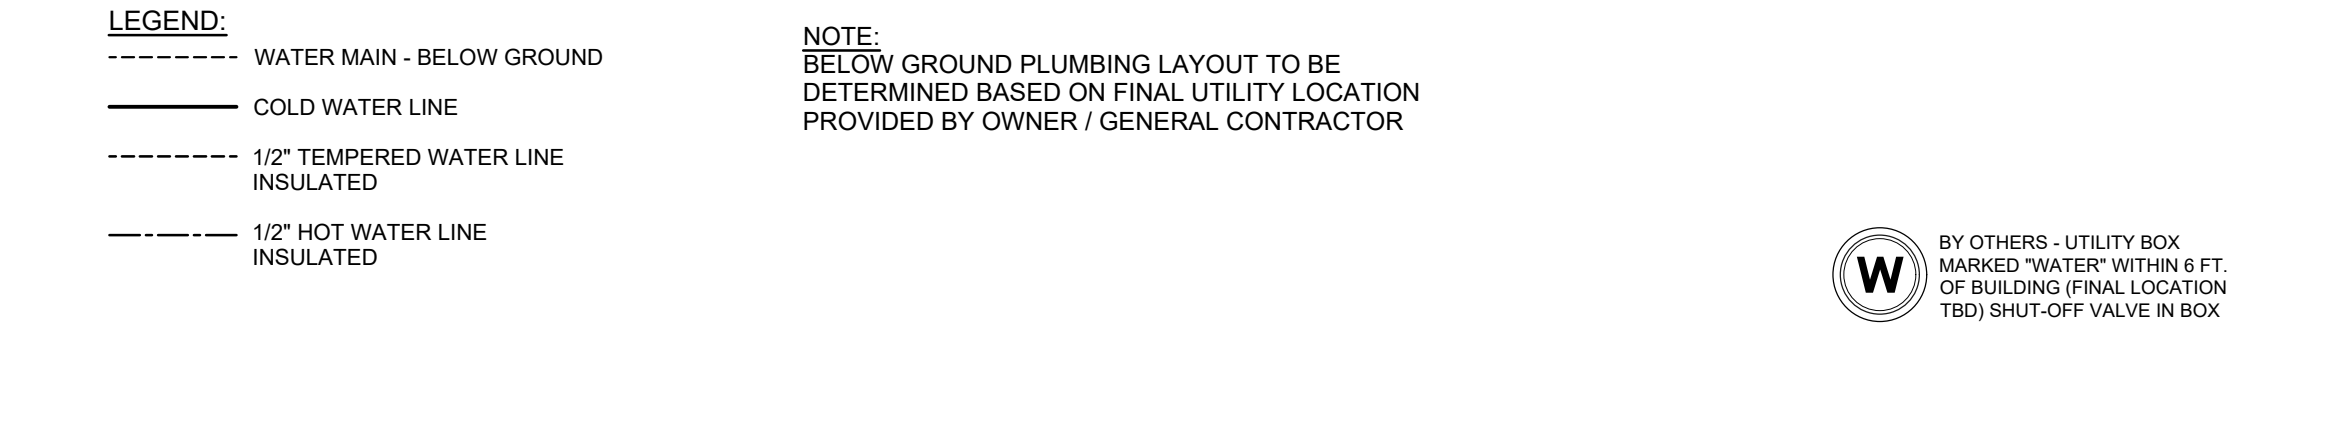 LEGEND:
WATER MAIN - BELOW GROUND
COLD WATER LINE
1/2" TEMPERED WATER LINE
INSULATED
1/2" HOT WATER LINE
INSULATED
NOTE:
BELOW GROUND PLUMBING LAYOUT TO BE
DETERMINED BASED ON FINAL UTILITY LOCATION
PROVIDED BY OWNER / GENERAL CONTRACTOR
W
BY OTHERS - UTILITY BOX
MARKED "WATER" WITHIN 6 FT.
OF BUILDING (FINAL LOCATION
TBD) SHUT-OFF VALVE IN BOX